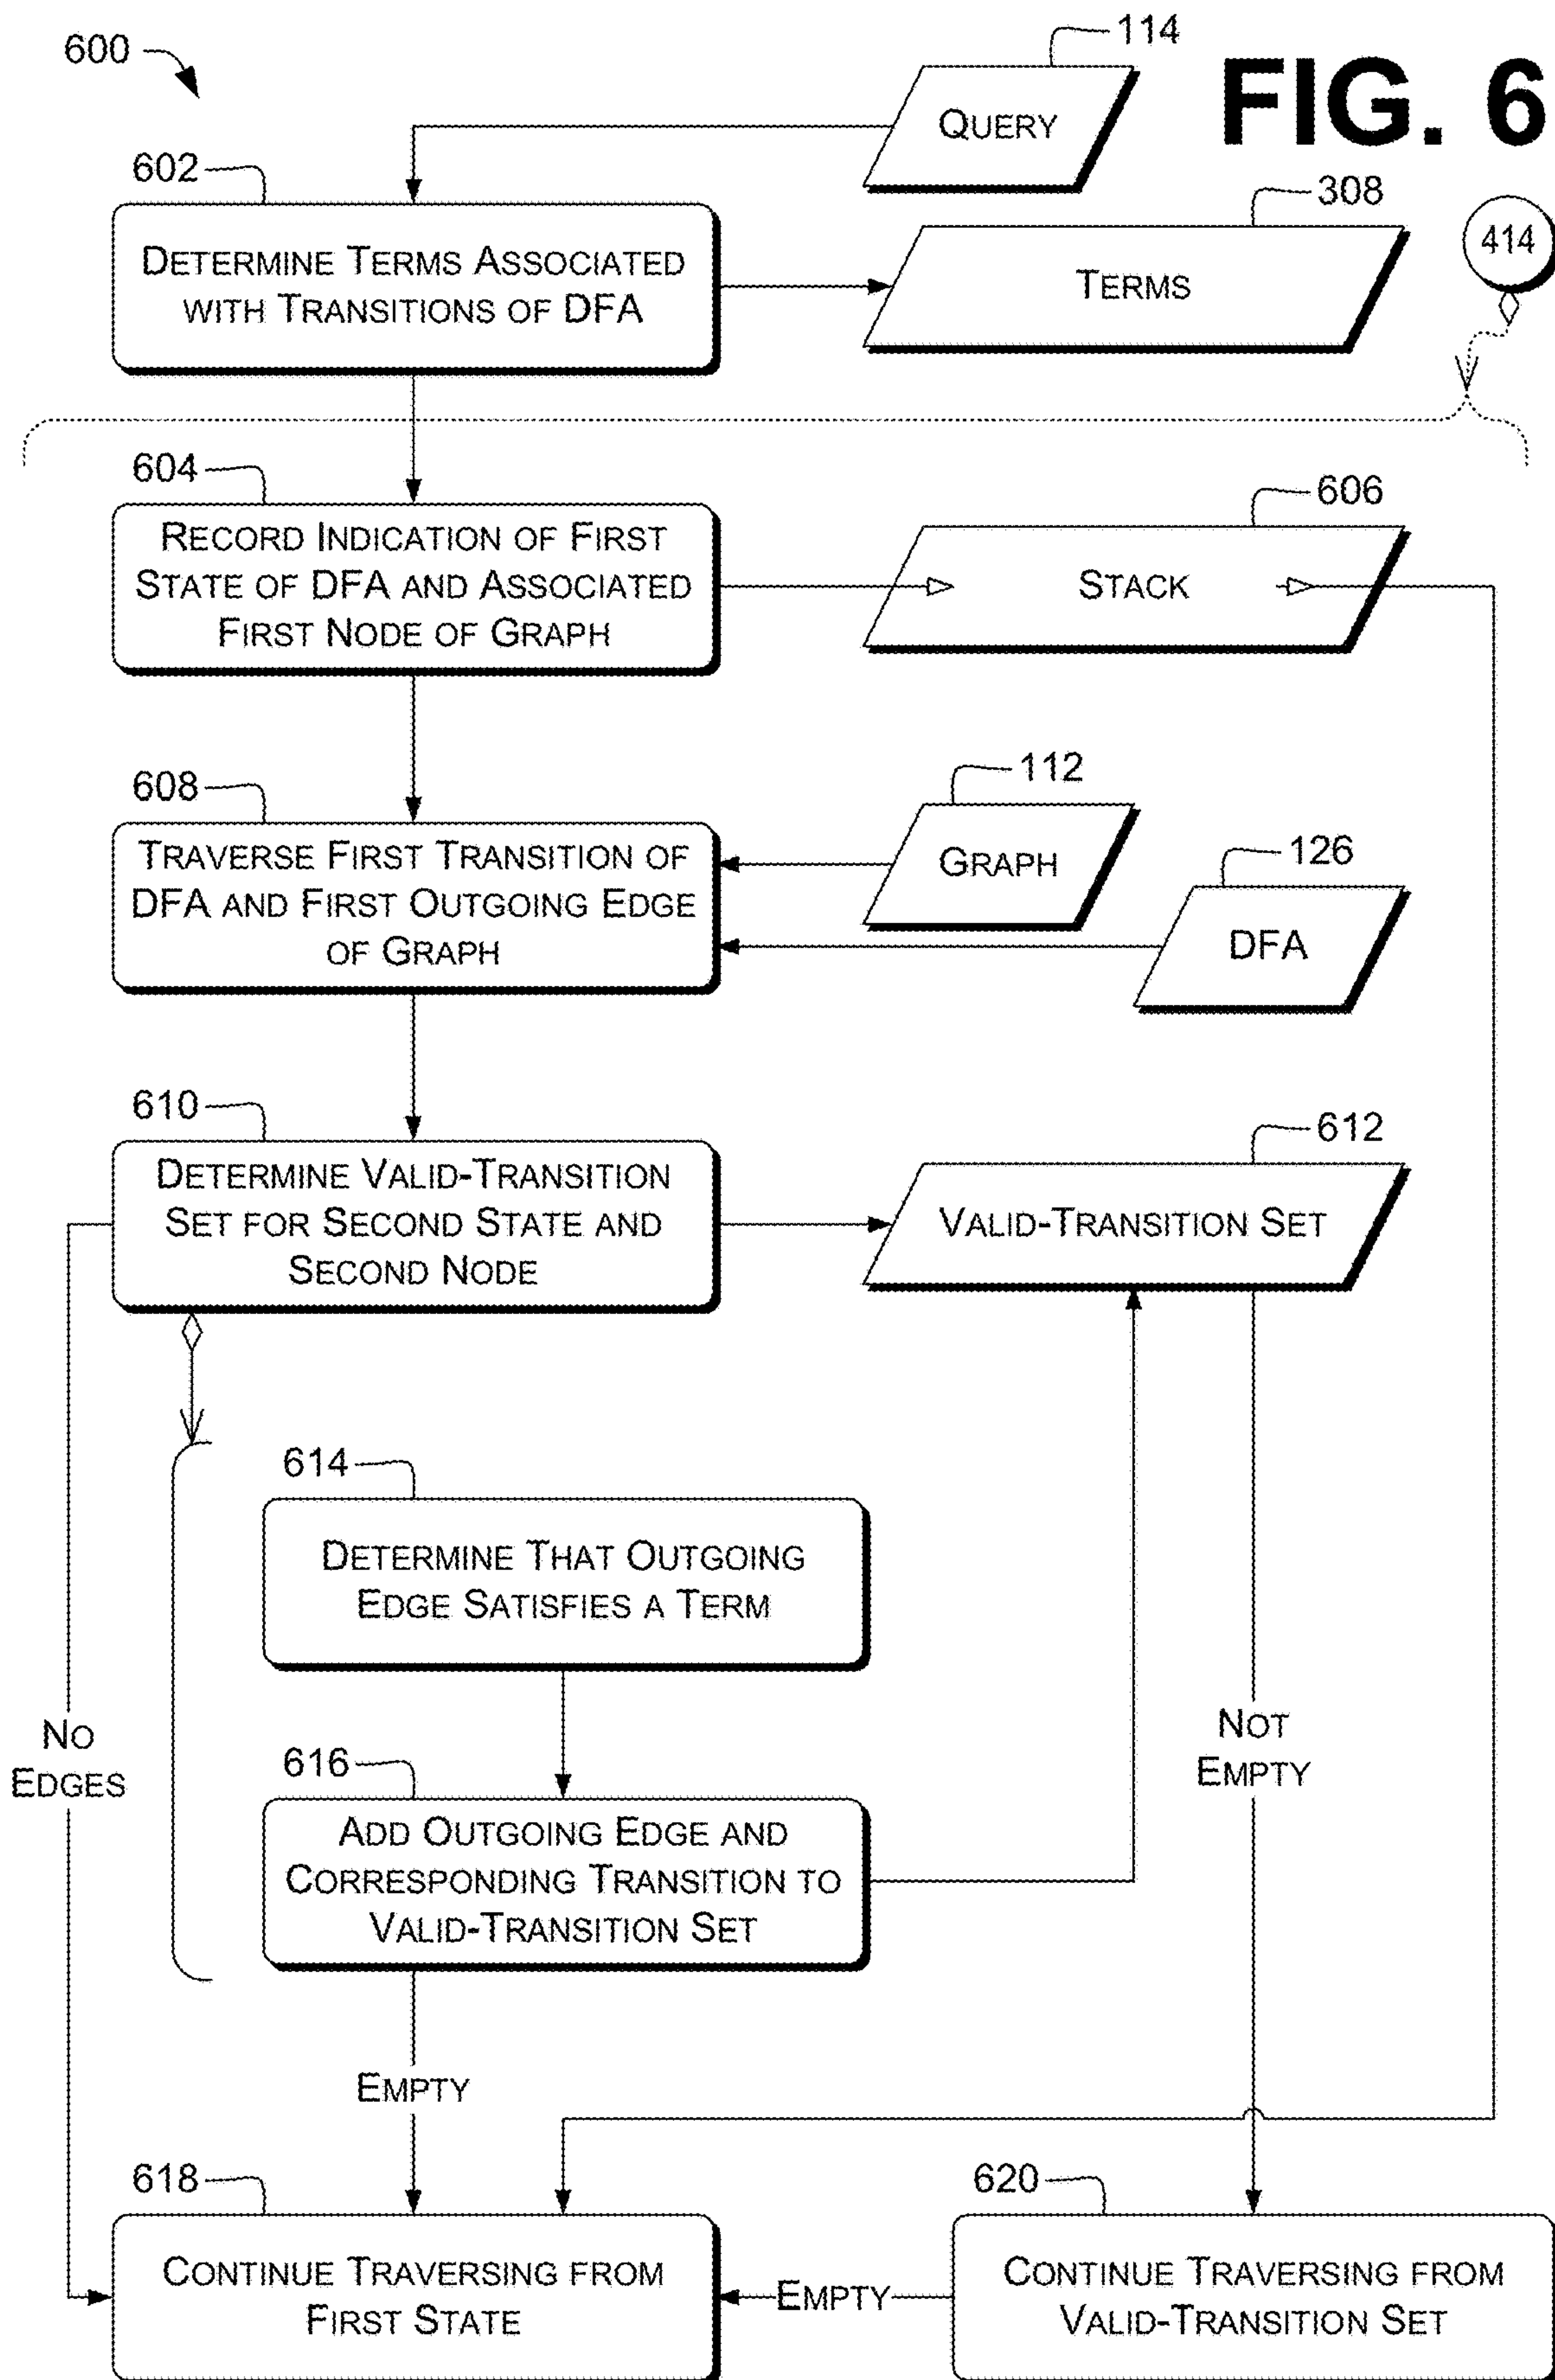 600
114
FIG. 6
QUERY
602
308
414
DETERMINE TERMS ASSOCIATED
WITH TRANSITIONS OF DFA
TERMS
604
606
RECORD INDICATION OF FIRST
STATE OF DFA AND ASSOCIATED
FIRST NODE OF GRAPH
STACK
608
112
126
TRAVERSE FIRST TRANSITION OF
DFA AND FIRST OUTGOING EDGE
OF GRAPH
GRAPH
DFA
610
612
DETERMINE VALID-TRANSITION
SET FOR SECOND STATE AND
SECOND NODE
VALID-TRANSITION SET
614
DETERMINE THAT OUTGOING
EDGE SATISFIES A TERM
NO
EDGES
NOT
EMPTY
616
ADD OUTGOING EDGE AND
CORRESPONDING TRANSITION TO
VALID-TRANSITION SET
EMPTY
618
620
CONTINUE TRAVERSING FROM
FIRST STATE
EMPTY
CONTINUE TRAVERSING FROM
VALID-TRANSITION SET